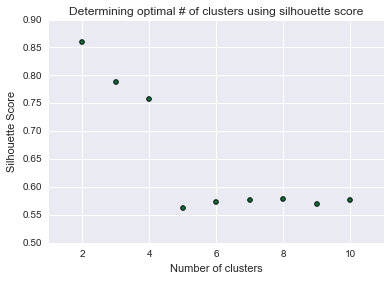 Determining optimal # of clusters using silhouette score
0.90
0.85
0.80
0.75
0.70
0.65
0.60
0.55
0.50
Silhouette Score
2 4 6 8 10
Number of clusters